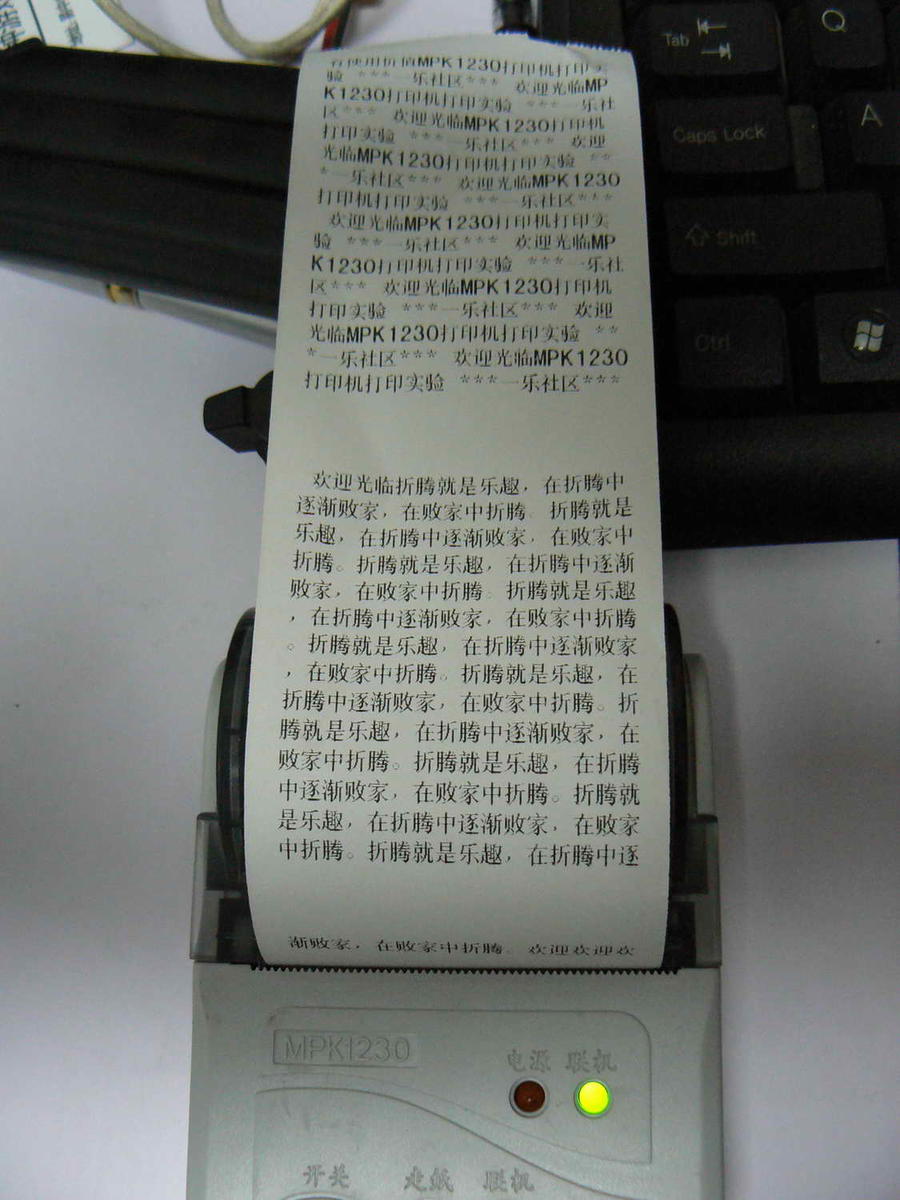 有使用价值MPK1230打印机打印实
验 ***一乐社区*** 欢迎光临MP
K1230打印机打印实验 ***一乐社
区*** 欢迎光临MPK1230打印机
打印实验 ***一乐社区*** 欢迎
光临MPK1230打印机打印实验 **
*一乐社区*** 欢迎光临MPK1230
打印机打印实验 ***一乐社区***
欢迎光临MPK1230打印机打印实
验 ***一乐社区*** 欢迎光临MP
K1230打印机打印实验 ***一乐社
区*** 欢迎光临MPK1230打印机
打印实验 ***一乐社区*** 欢迎
光临MPK1230打印机打印实验 **
*一乐社区*** 欢迎光临MPK1230
打印机打印实验 ***一乐社区***
欢迎光临折腾就是乐趣，在折腾中
逐渐败家，在败家中折腾。折腾就是
乐趣，在折腾中逐渐败家，在败家中
折腾。折腾就是乐趣，在折腾中逐渐
败家，在败家中折腾。折腾就是乐趣
，在折腾中逐渐败家，在败家中折腾
。折腾就是乐趣，在折腾中逐渐败家
，在败家中折腾。折腾就是乐趣，在
折腾中逐渐败家，在败家中折腾。折
腾就是乐趣，在折腾中逐渐败家，在
败家中折腾。折腾就是乐趣，在折腾
中逐渐败家，在败家中折腾。折腾就
是乐趣，在折腾中逐渐败家，在败家
中折腾。折腾就是乐趣，在折腾中逐
渐败家，在败家中折腾。欢迎欢迎欢
MPK1230
电源 联机
开关 走纸 联机
Tab
Q
Caps Lock
A
Shift
Ctrl